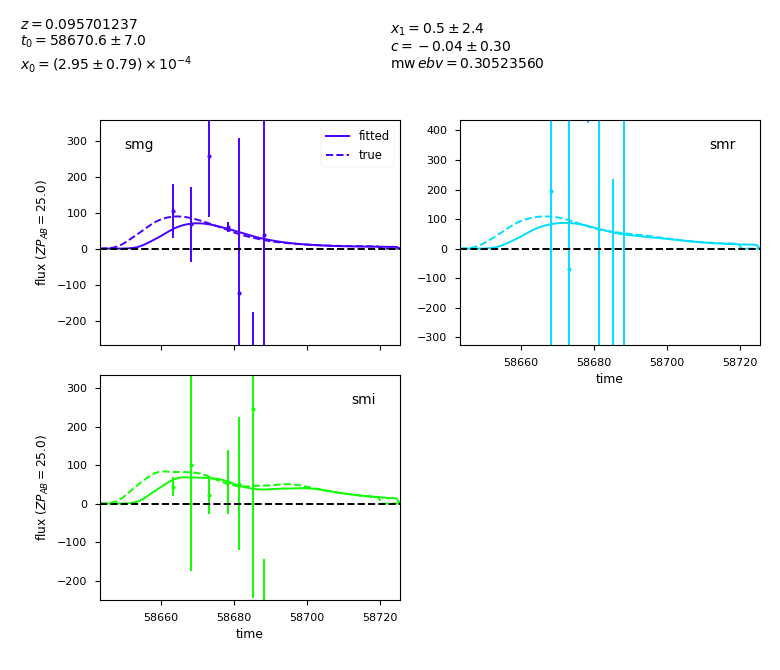 z = 0.095701237
t₀ = 58670.6 ± 7.0
x₀ = (2.95 ± 0.79) × 10⁻⁴
x₁ = 0.5 ± 2.4
c = −0.04 ± 0.30
mw ebv = 0.30523560
smg
fitted
true
300
200
100
0
−100
−200
flux (ZP_AB = 25.0)
smr
400
300
200
100
0
−100
−200
−300
58660 58680 58700 58720
time
smi
300
200
100
0
−100
−200
flux (ZP_AB = 25.0)
58660 58680 58700 58720
time